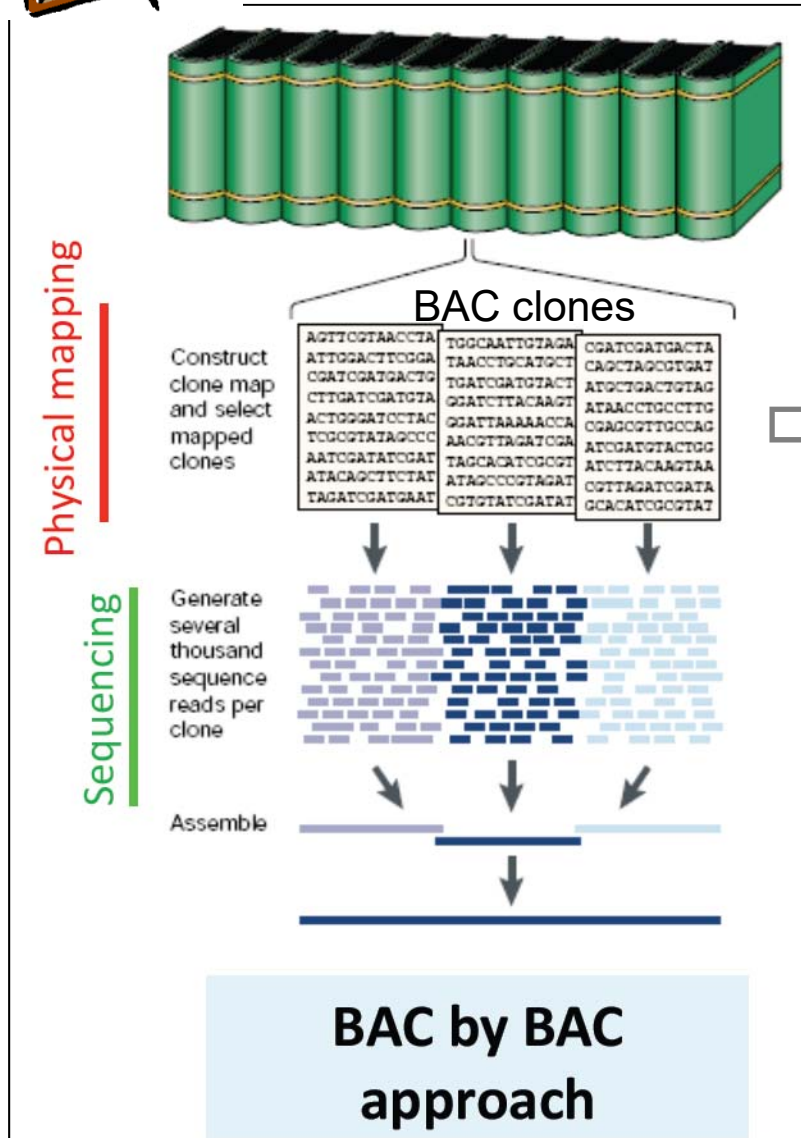 Physical mapping
BAC clones
Construct
clone map
and select
mapped
clones
AGTTCGTAACCTA
ATTGGACTTCGGA
CGATCGATGACTG
CTTGATCGATGTA
ACTGGGATCCTAC
TCGCGTATAGCCC
AATCGATATCGAT
ATACAGCTTCTAT
TAGATCGATGAAT
TGGCAATTGTAGA
TAACCTGCATGCT
TGATCGATGTACT
GGATCTTACAAGT
GGATTAAAAACCA
AACGTTAGATCGA
TAGCACATCGCGT
ATAGCCCGTAGAT
CGTGTATCGATAT
CGATCGATGACTA
CAGCTAGCGTGAT
ATGCTGACTGTAG
ATAACCTGCCTTG
CGAGCGTTGCCAG
ATCGATGTACTGG
ATCTTACAAGTAA
CGTTAGATCGATA
GCACATCGCGTAT
Sequencing
Generate
several
thousand
sequence
reads per
clone
Assemble
BAC by BAC
approach